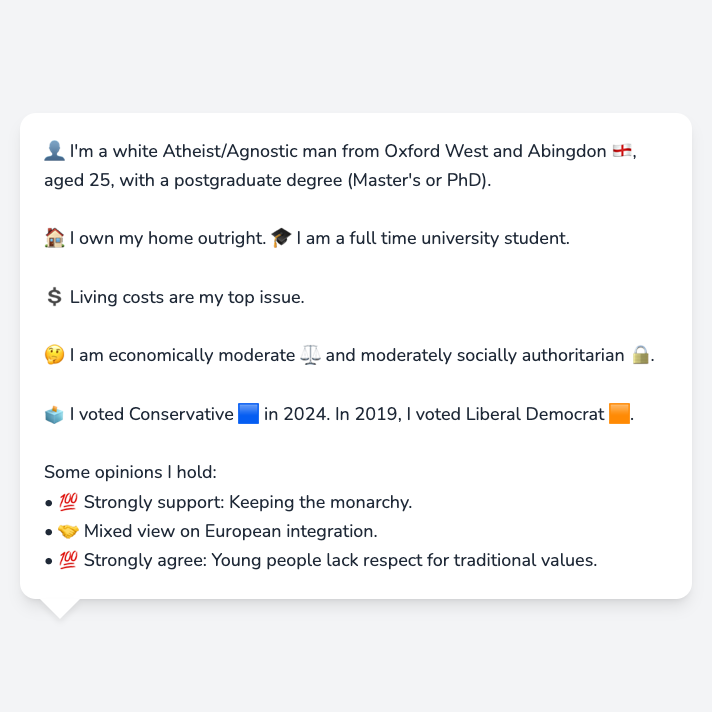 👤 I'm a white Atheist/Agnostic man from Oxford West and Abingdon 🏴󠁧󠁢󠁥󠁮󠁧󠁿,
aged 25, with a postgraduate degree (Master's or PhD).
🏠 I own my home outright. 🎓 I am a full time university student.
💲 Living costs are my top issue.
🤔 I am economically moderate ⚖️ and moderately socially authoritarian 🔒.
🗳️ I voted Conservative 🟦 in 2024. In 2019, I voted Liberal Democrat 🟧.
Some opinions I hold:
• 💯 Strongly support: Keeping the monarchy.
• 🤝 Mixed view on European integration.
• 💯 Strongly agree: Young people lack respect for traditional values.